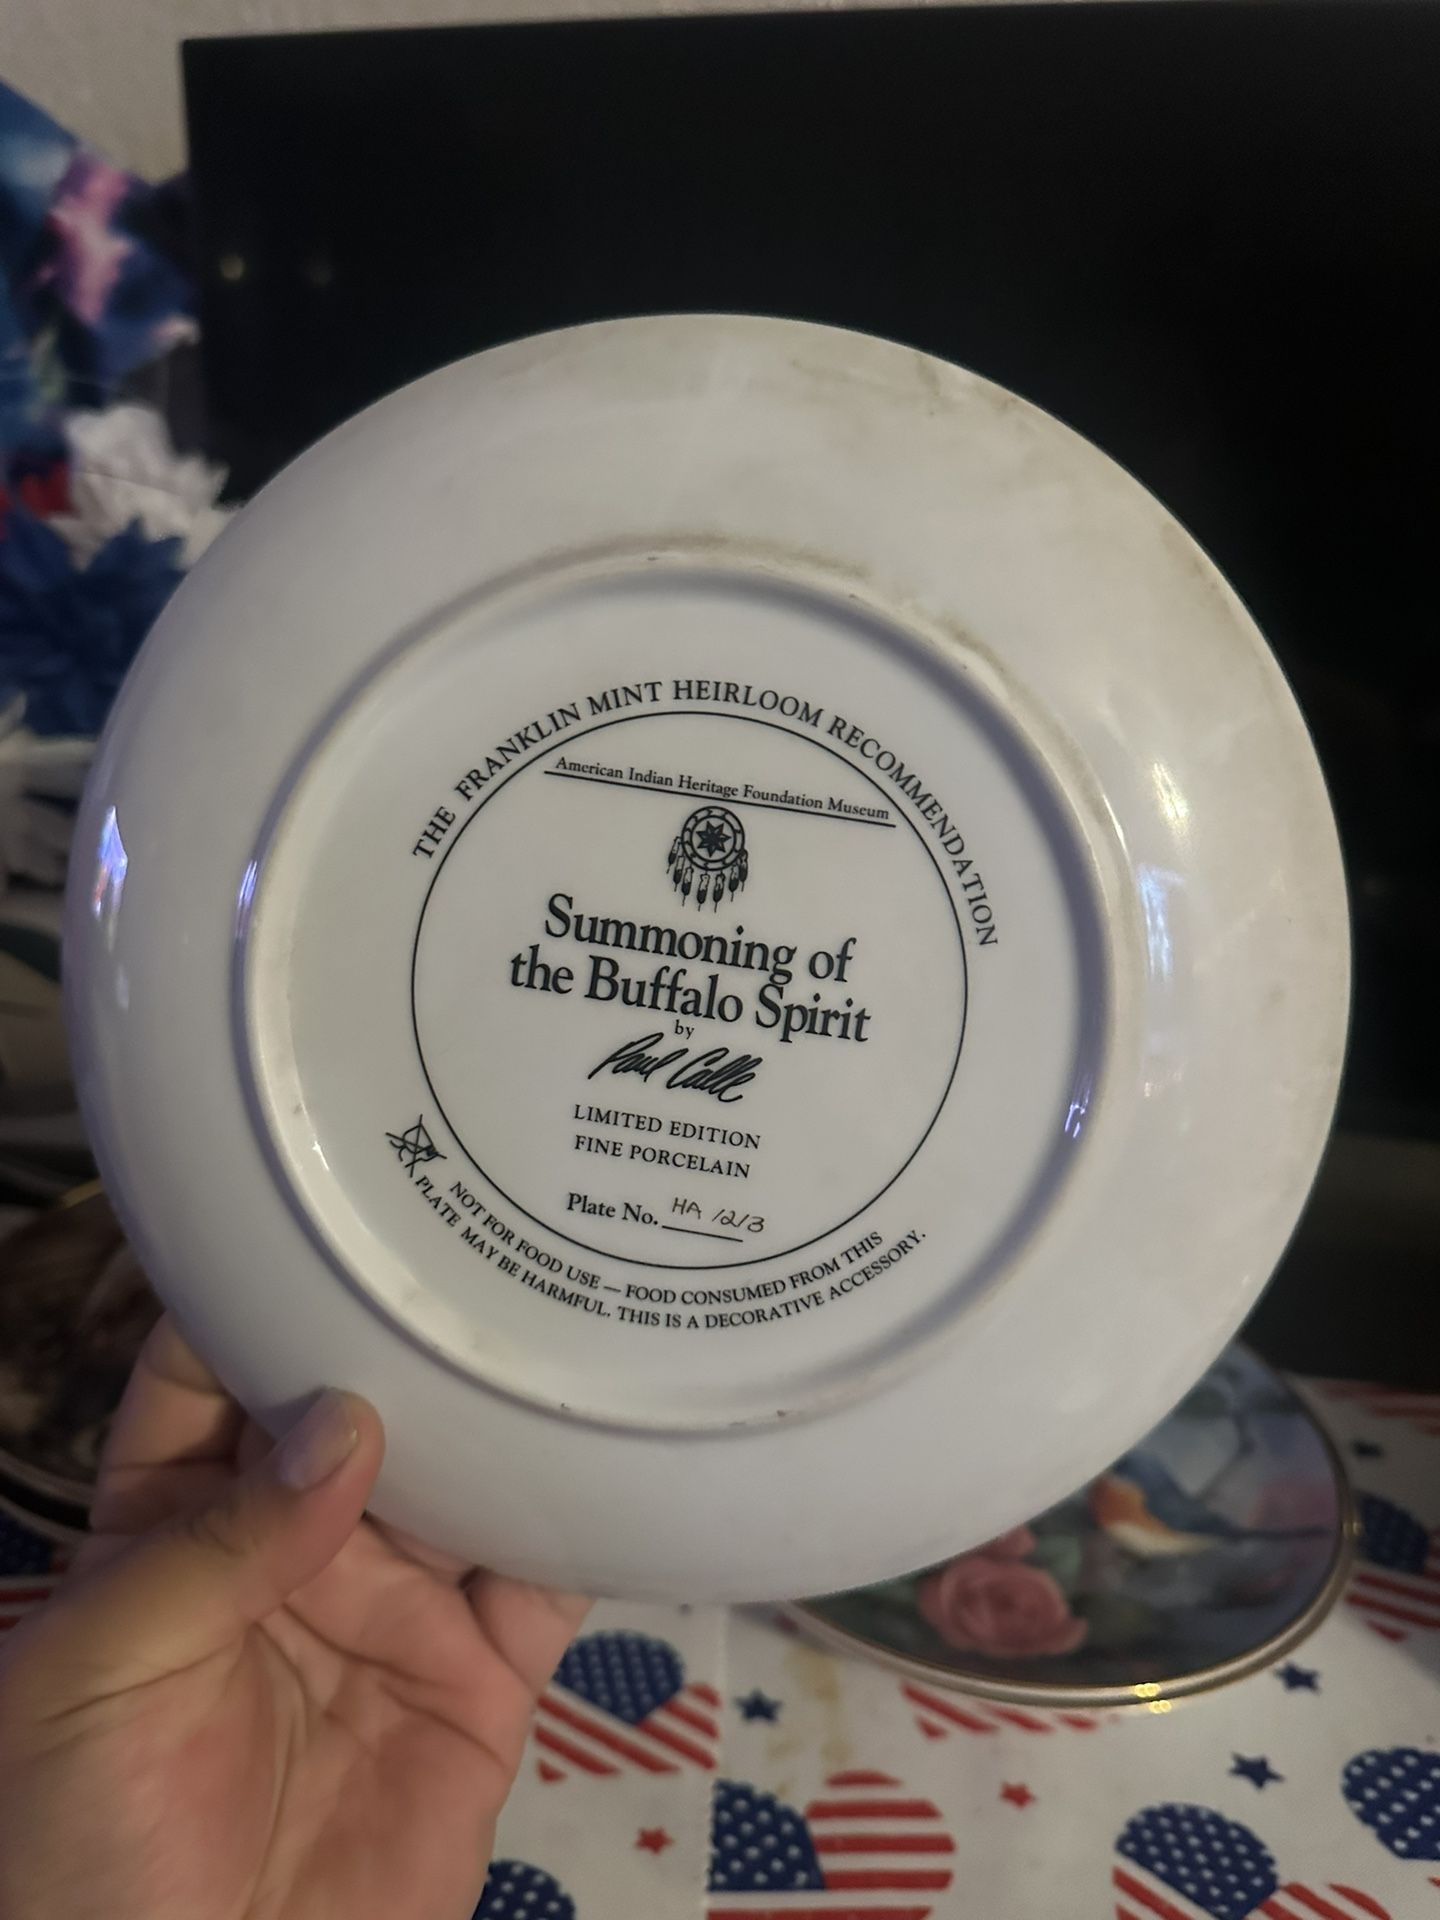 THE FRANKLIN MINT HEIRLOOM RECOMMENDATION
American Indian Heritage Foundation Museum
Summoning of
the Buffalo Spirit
by
Paul Calle
LIMITED EDITION
FINE PORCELAIN
Plate No. HA 1213
NOT FOR FOOD USE — FOOD CONSUMED FROM THIS
PLATE MAY BE HARMFUL. THIS IS A DECORATIVE ACCESSORY.